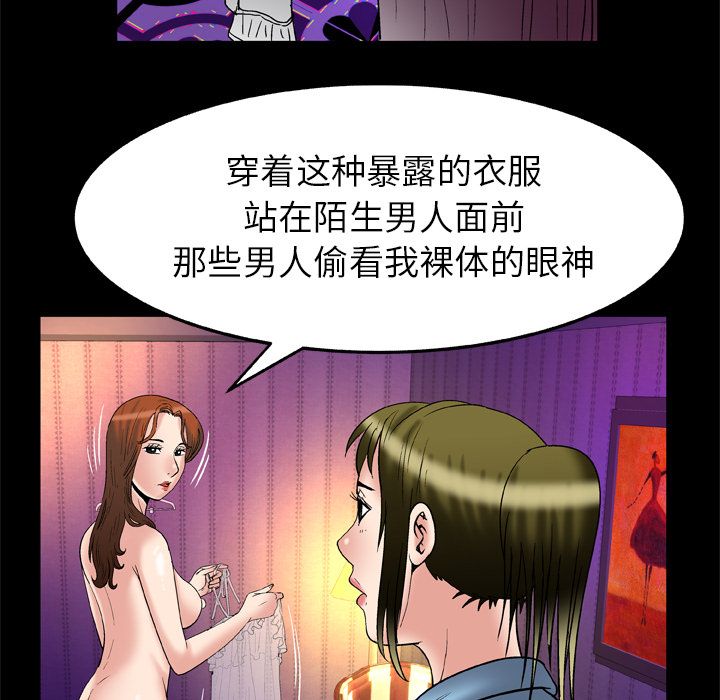 穿着这种暴露的衣服
站在陌生男人面前
那些男人偷看我裸体的眼神